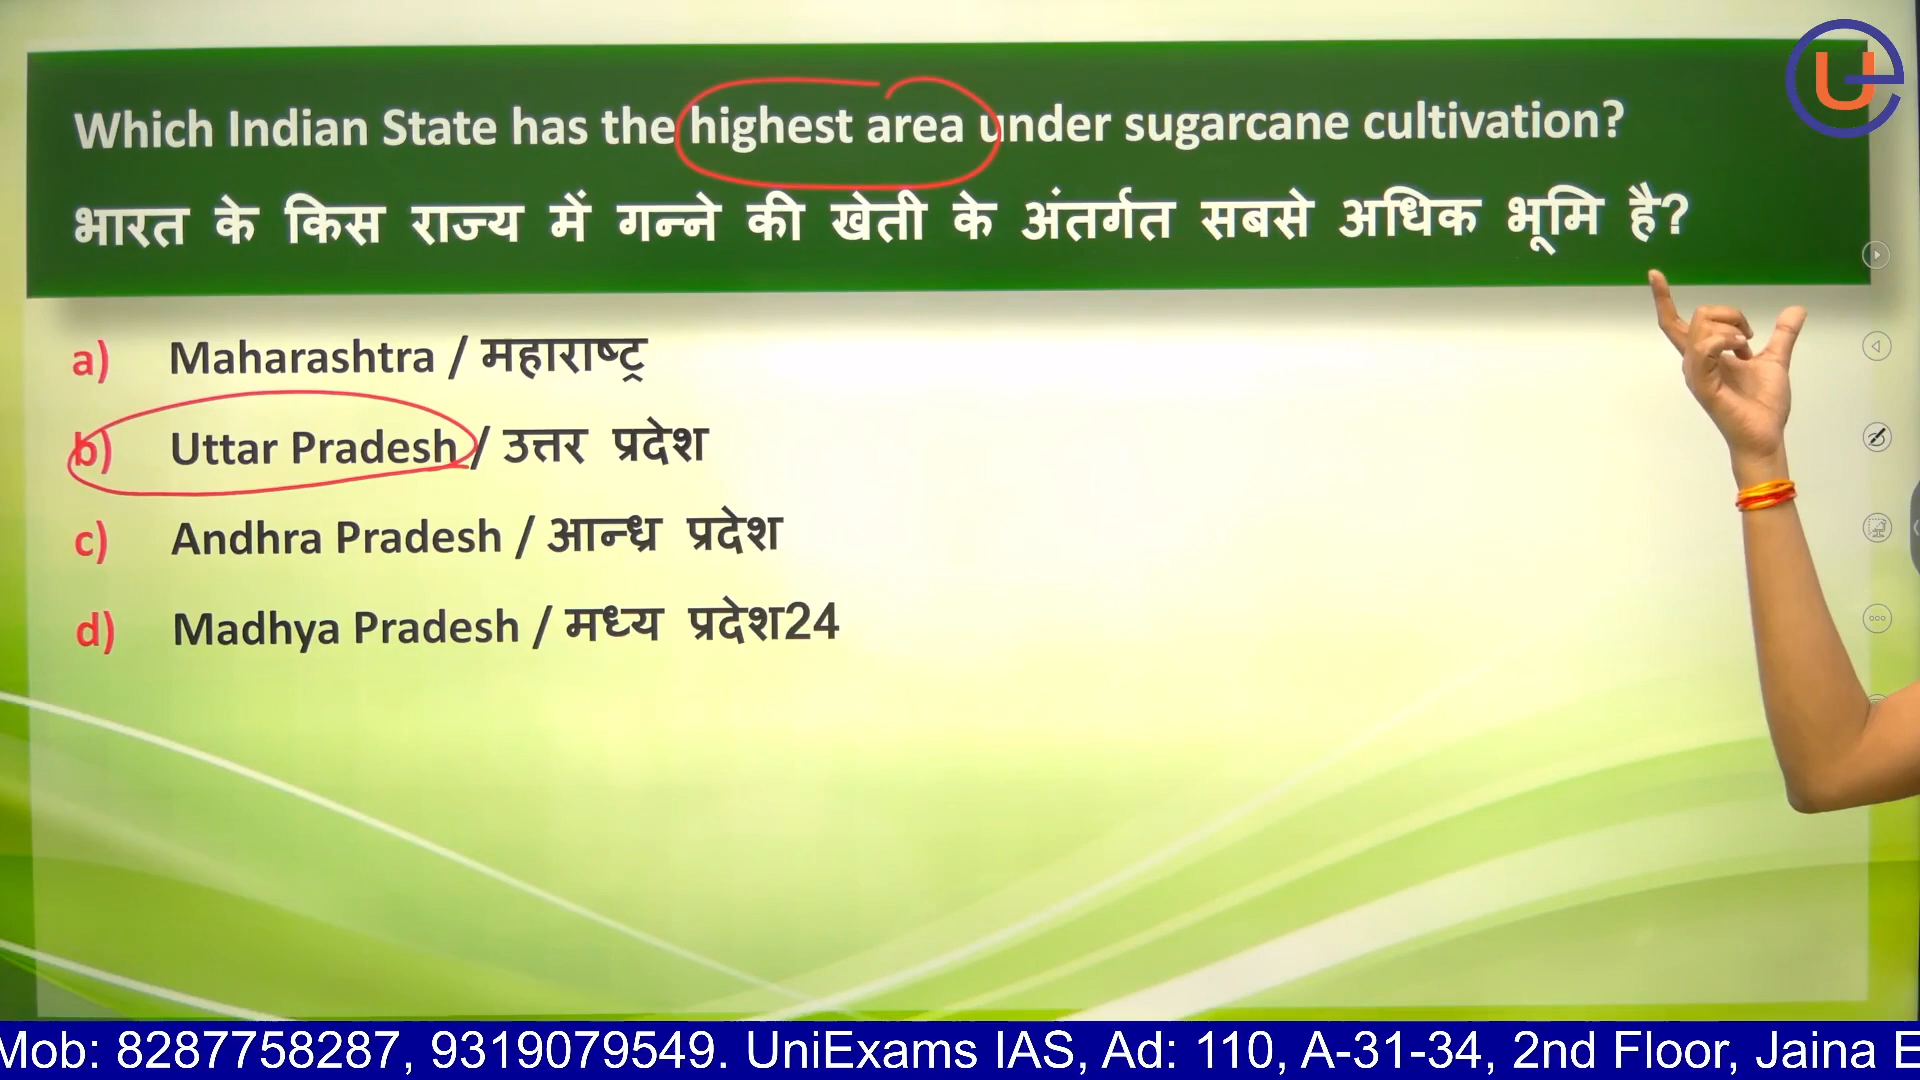 Which Indian State has the highest area under sugarcane cultivation?
भारत के किस राज्य में गन्ने की खेती के अंतर्गत सबसे अधिक भूमि है?
a) Maharashtra / महाराष्ट्र
b) Uttar Pradesh / उत्तर प्रदेश
c) Andhra Pradesh / आन्ध्र प्रदेश
d) Madhya Pradesh / मध्य प्रदेश24
Mob: 8287758287, 9319079549. UniExams IAS, Ad: 110, A-31-34, 2nd Floor, Jaina E